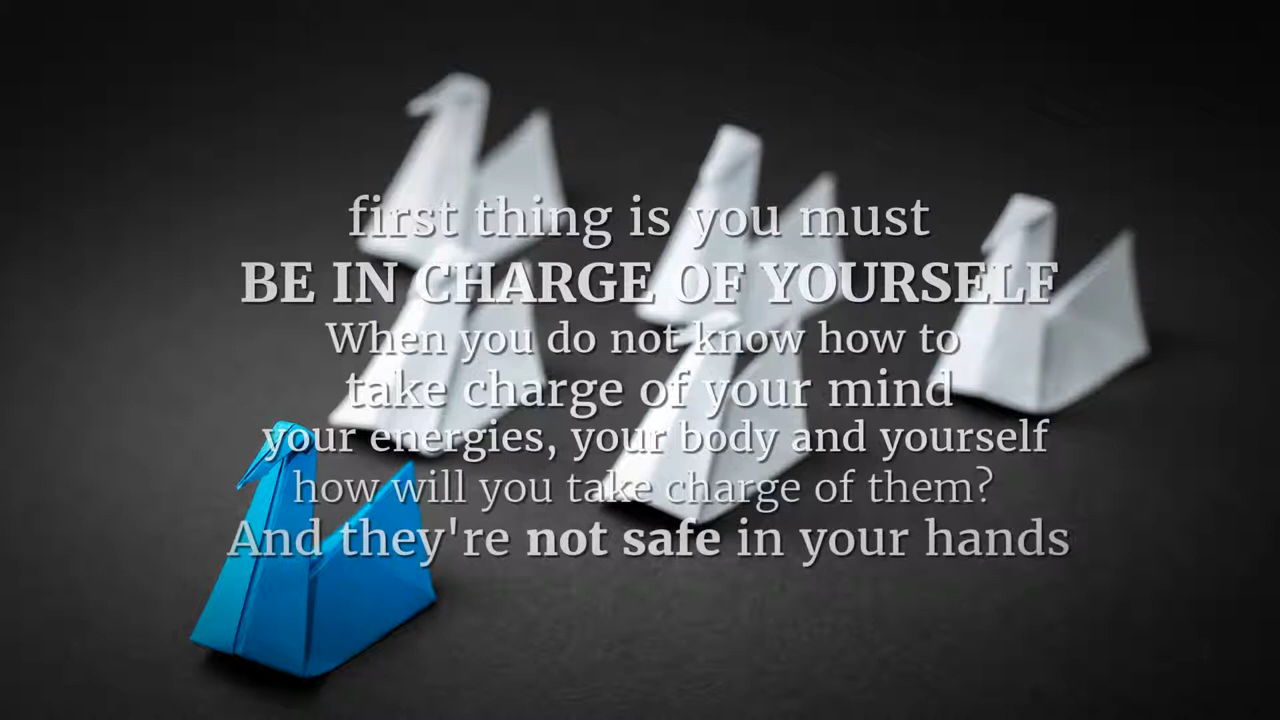 first thing is you must
BE IN CHARGE OF YOURSELF
When you do not know how to
take charge of your mind
your energies, your body and yourself
how will you take charge of them?
And they're not safe in your hands